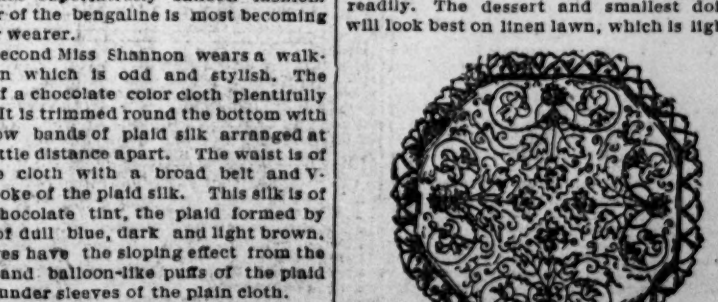 r of the bengaline is most becoming
wearer.
econd Miss Shannon wears a walk-
n which is odd and stylish. The
f a chocolate color cloth plentifully
It is trimmed round the bottom with
ow bands of plaid silk arranged at
ttle distance apart. The waist is of
e cloth with a broad belt and V-
oke of the plaid silk. This silk is of
hocolate tint, the plaid formed by
of dull blue, dark and light brown.
es have the sloping effect from the
and balloon-like puffs of the plaid
under sleeves of the plain cloth.
readily. The dessert and smallest doi
will look best on linen lawn, which is lig